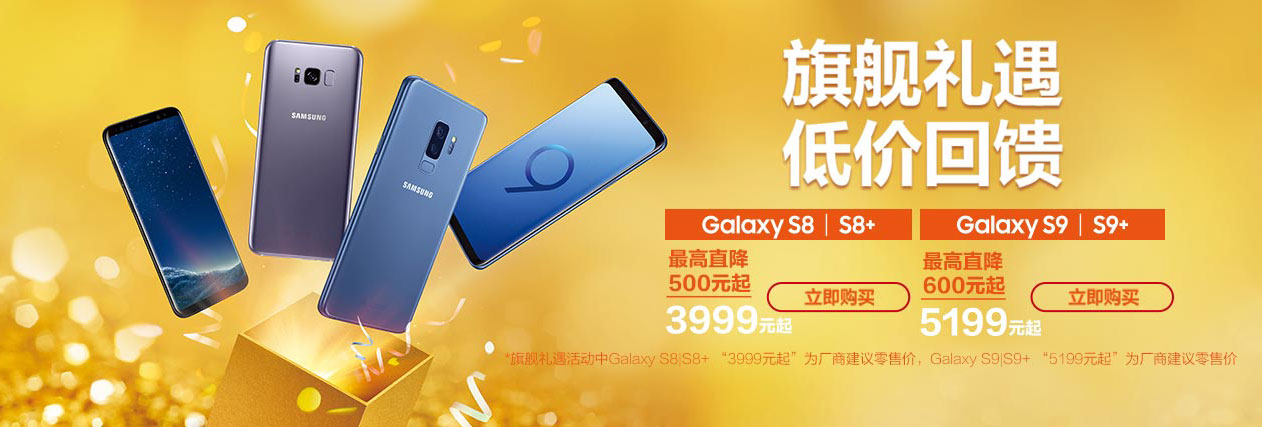 旗舰礼遇
低价回馈
SAMSUNG
SAMSUNG
9
Galaxy S8 | S8+
最高直降
500元起
3999元起
立即购买
Galaxy S9 | S9+
最高直降
600元起
5199元起
立即购买
*旗舰礼遇活动中Galaxy S8|S8+ “3999元起”为厂商建议零售价，Galaxy S9|S9+ “5199元起”为厂商建议零售价